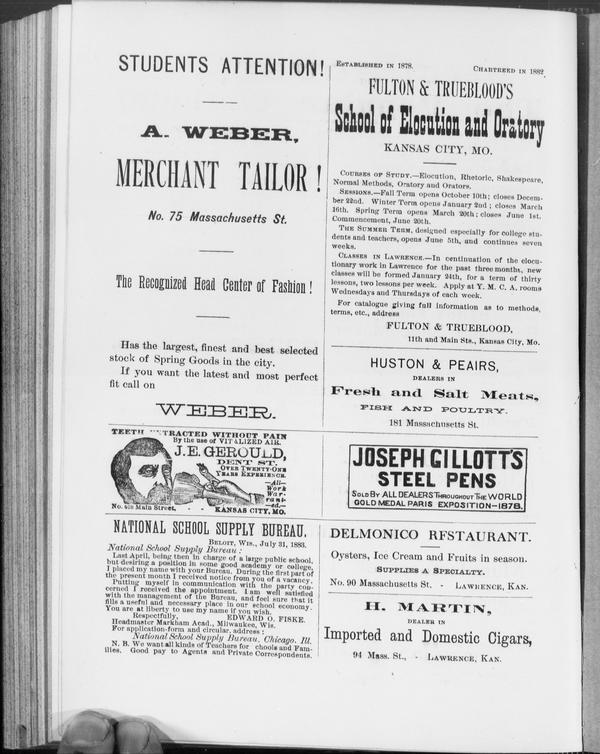 STUDENTS ATTENTION!
A. WEBER,
MERCHANT TAILOR!
No. 75 Massachusetts St.
The Recognized Head Center of Fashion!
Has the largest, finest and best selected
stock of Spring Goods in the city.
If you want the latest and most perfect
fit call on
WEBER.
TEETH TRACTED WITHOUT PAIN
By the use of VITALIZED AIR.
J. E. GEROULD,
DENT ST.
OVER TWENTY-ONE
YEARS EXPERIENCE.
—All—
Work
War-
rant-
—ed.—
No. Main Street, - - KANSAS CITY, MO.
NATIONAL SCHOOL SUPPLY BUREAU,
BELOIT, Wis., July 31, 1883.
National School Supply Bureau:
Last April, being then in charge of a large public school,
but desiring a position in some good academy or college,
I placed my name with your Bureau. During the first part of
the present month I received notice from you of a vacancy.
Putting myself in communication with the party con-
cerned I received the appointment. I am well satisfied
with the management of the Bureau, and feel sure that it
fills a useful and necessary place in our school economy.
You are at liberty to use my name if you wish.
Respectfully, EDWARD O. FISKE.
Headmaster Markham Acad., Milwaukee, Wis.
For application-form and circular, address:
National School Supply Bureau, Chicago, Ill.
N. B. We want all kinds of Teachers for chools and Fam-
ilies. Good pay to Agents and Private Correspondents.
ESTABLISHED IN 1878. CHARTRERD IN 1882
FULTON & TRUEBLOOD'S
School of Elocution and Oratory
KANSAS CITY, MO.
COURSES OF STUDY.—Elocution, Rhetoric, Shakespeare,
Normal Methods, Oratory and Orators.
SESSIONS.—Fall Term opens October 10th; closes Decem-
ber 22nd. Winter Term opens January 2nd; closes March
16th. Spring Term opens March 20th; closes June 1st.
Commencement, June 20th.
THE SUMMER TERM, designed especially for college stu-
dents and teachers, opens June 5th, and continues seven
weeks.
CLASSES IN LAWRENCE.—In centinuation of the elocu-
tionary work in Lawrence for the past three months, new
classes will be formed January 24th, for a term of thirty
lessons, two lessons per week. Apply at Y. M. C. A. rooms
Wednesdays and Thursdays of each week.
For catalogue giving full information as to methods,
terms, etc., address
FULTON & TRUEBLOOD,
11th and Main Sts., Kansas City, Mo.
HUSTON & PEAIRS,
DEALERS IN
Fresh and Salt Meats,
FISH AND POULTRY.
181 Massachusetts St.
JOSEPH GILLOTT'S
STEEL PENS
SOLD BY ALL DEALERS THROUGHOUT THE WORLD
GOLD MEDAL PARIS EXPOSITION-1878.
DELMONICO RESTAURANT.
Oysters, Ice Cream and Fruits in season.
SUPPLIES A SPECIALTY.
No. 90 Massachusetts St. - LAWRENCE, KAN.
H. MARTIN,
DEALER IN
Imported and Domestic Cigars,
94 Mass. St., - LAWRENCE, KAN.